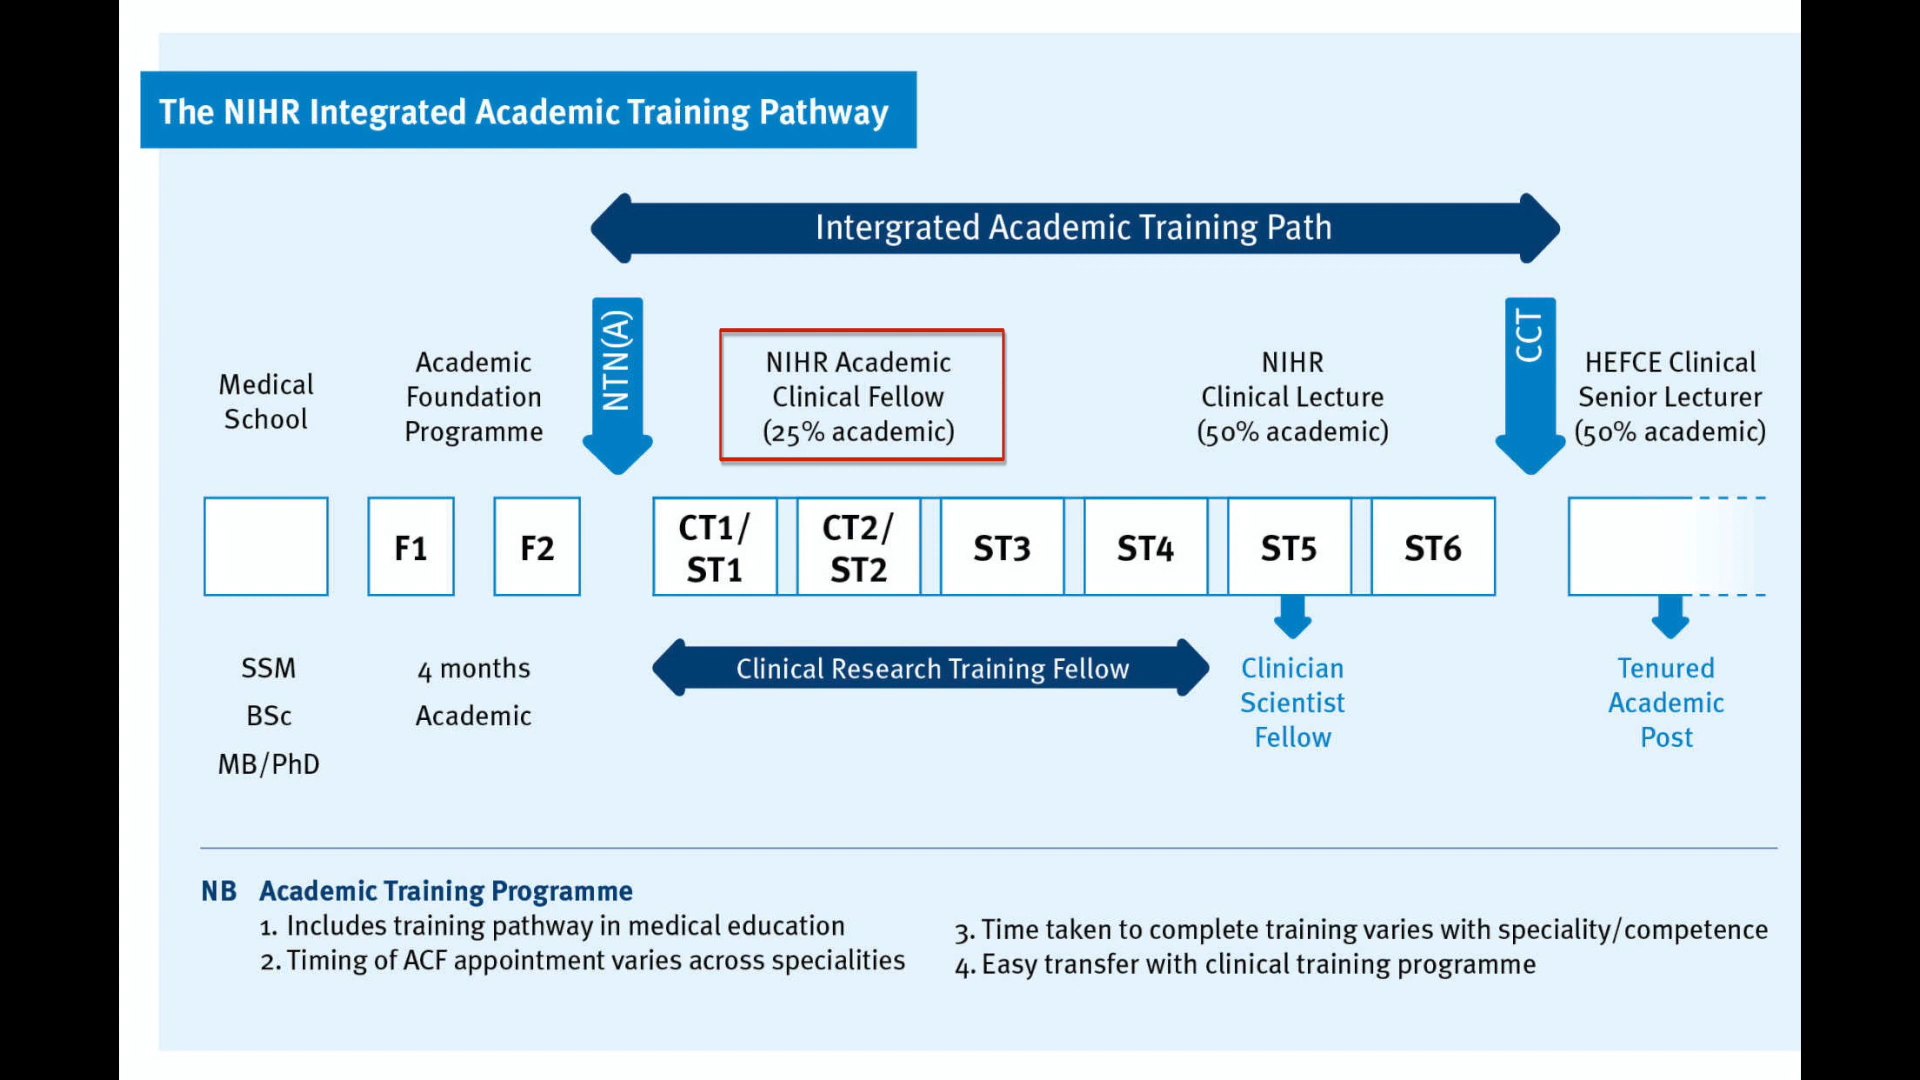 The NIHR Integrated Academic Training Pathway
Intergrated Academic Training Path
NTN(A)
CCT
Medical
School
Academic
Foundation
Programme
NIHR Academic
Clinical Fellow
(25% academic)
NIHR
Clinical Lecture
(50% academic)
HEFCE Clinical
Senior Lecturer
(50% academic)
F1
F2
CT1/
ST1
CT2/
ST2
ST3
ST4
ST5
ST6
SSM
BSc
MB/PhD
4 months
Academic
Clinical Research Training Fellow
Clinician
Scientist
Fellow
Tenured
Academic
Post
NB Academic Training Programme
1. Includes training pathway in medical education
2. Timing of ACF appointment varies across specialities
3. Time taken to complete training varies with speciality/competence
4. Easy transfer with clinical training programme